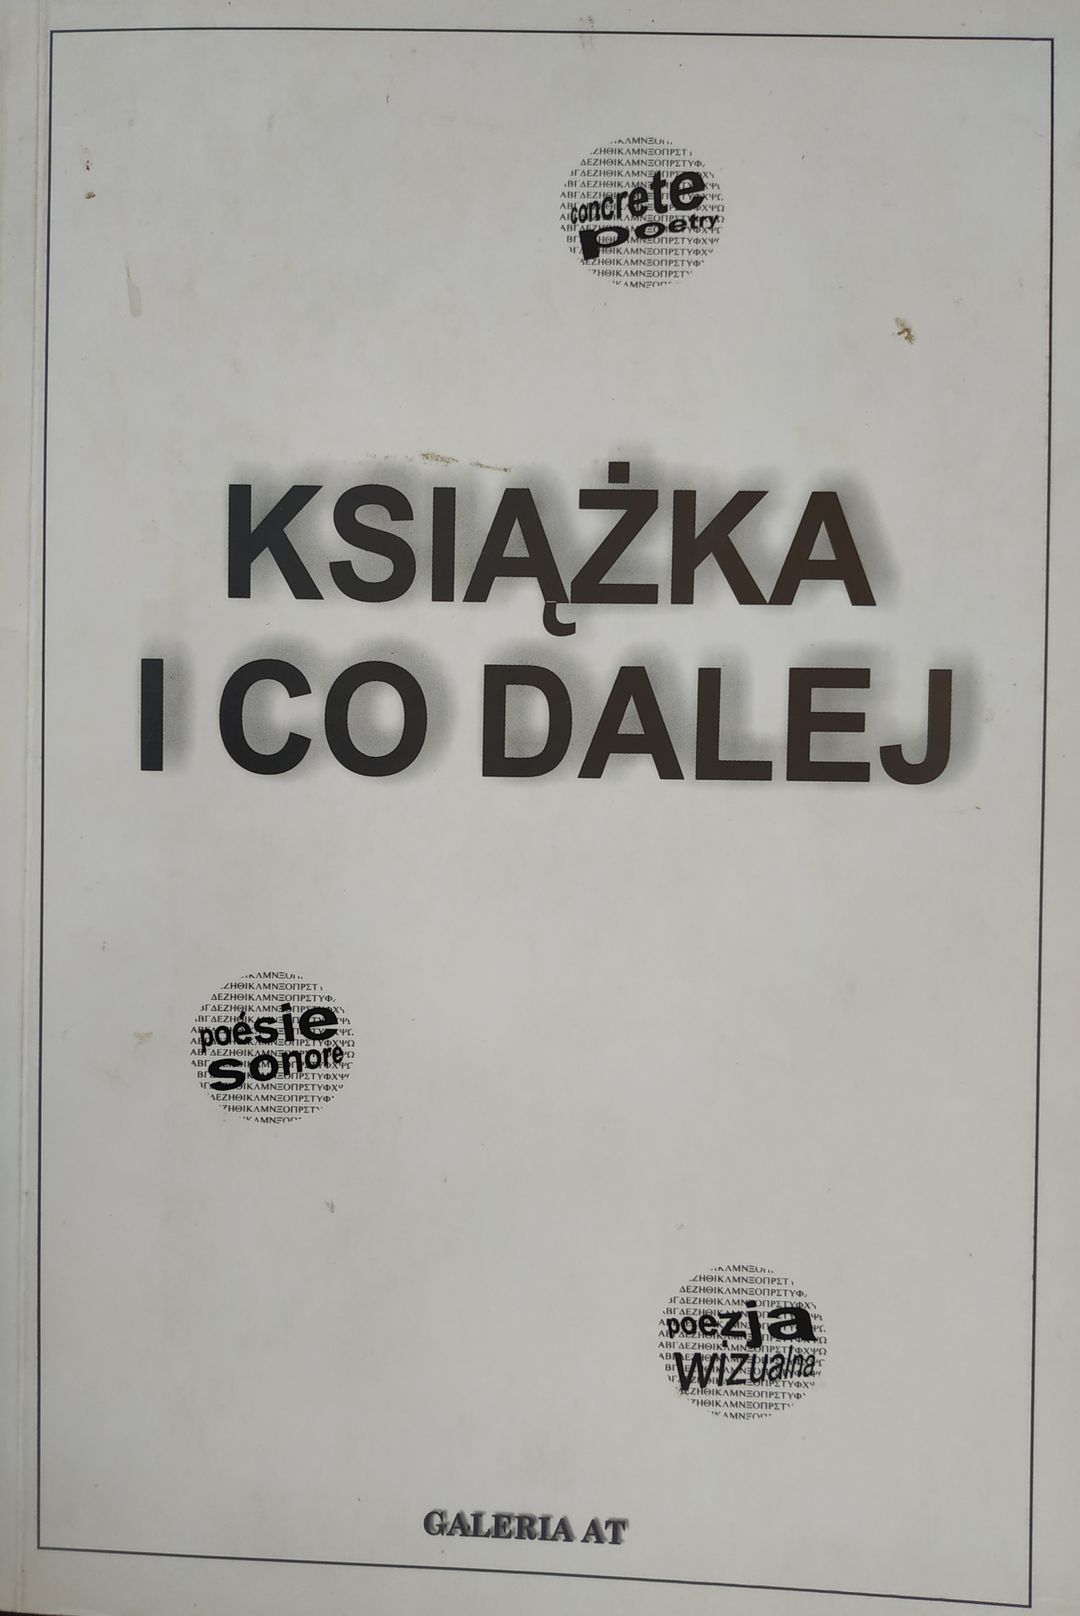 concrete
poetry
KSIĄŻKA
I CO DALEJ
poésie
sonore
poezja
wizualna
GALERIA AT